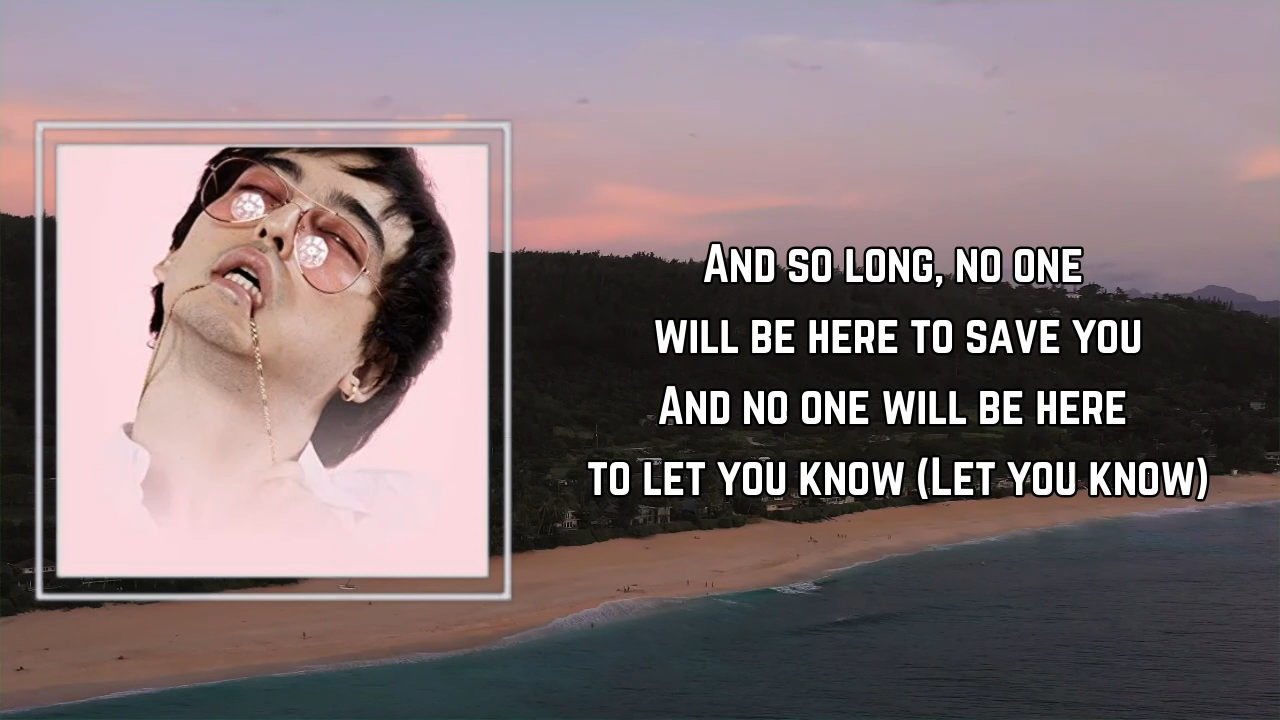 And so long, no one
will be here to save you
And no one will be here
to let you know (Let you know)